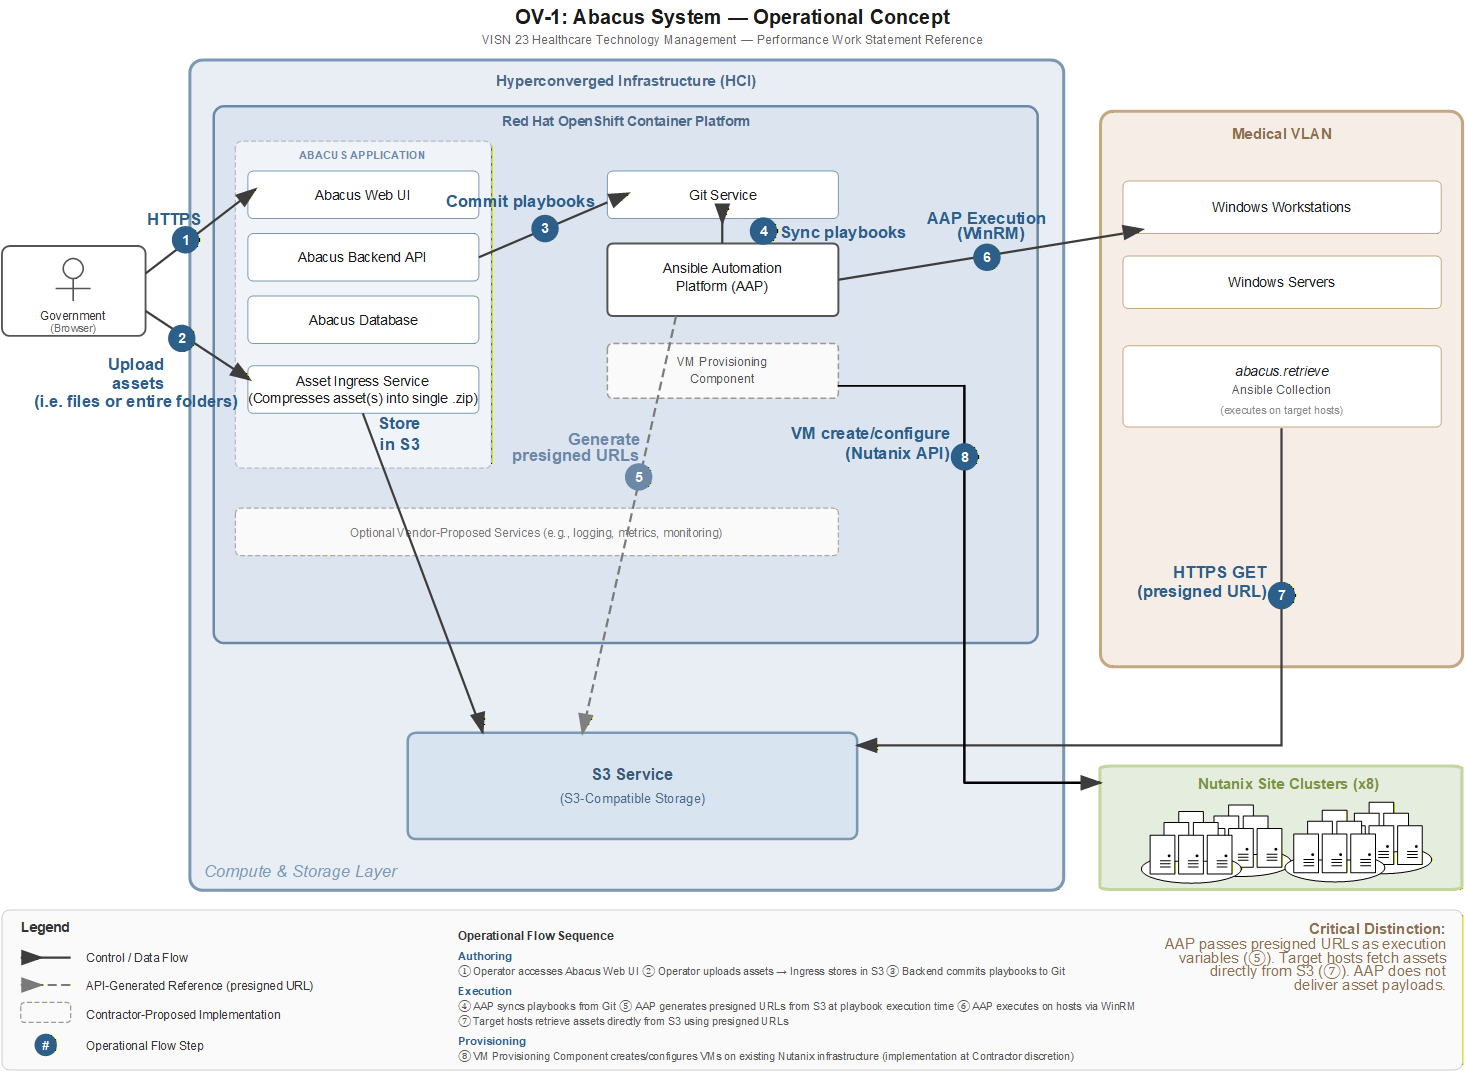 OV-1: Abacus System — Operational Concept
VISN 23 Healthcare Technology Management — Performance Work Statement Reference
Hyperconverged Infrastructure (HCI)
Red Hat OpenShift Container Platform
ABACUS APPLICATION
Abacus Web UI
Abacus Backend API
Abacus Database
Asset Ingress Service
(Compresses asset(s) into single .zip)
Government
(Browser)
HTTPS
1
2
Upload
assets
(i.e. files or entire folders)
Store
in S3
Commit playbooks
3
Git Service
4
Sync playbooks
Ansible Automation
Platform (AAP)
VM Provisioning
Component
Generate
presigned URLs
5
Optional Vendor-Proposed Services (e.g., logging, metrics, monitoring)
AAP Execution
(WinRM)
6
VM create/configure
(Nutanix API)
8
S3 Service
(S3-Compatible Storage)
Compute & Storage Layer
Medical VLAN
Windows Workstations
Windows Servers
abacus.retrieve
Ansible Collection
(executes on target hosts)
HTTPS GET
(presigned URL)
7
Nutanix Site Clusters (x8)
Legend
Control / Data Flow
API-Generated Reference (presigned URL)
Contractor-Proposed Implementation
#
Operational Flow Step
Operational Flow Sequence
Authoring
① Operator accesses Abacus Web UI ② Operator uploads assets → Ingress stores in S3 ③ Backend commits playbooks to Git
Execution
④ AAP syncs playbooks from Git ⑤ AAP generates presigned URLs from S3 at playbook execution time ⑥ AAP executes on hosts via WinRM
⑦ Target hosts retrieve assets directly from S3 using presigned URLs
Provisioning
⑧ VM Provisioning Component creates/configures VMs on existing Nutanix infrastructure (implementation at Contractor discretion)
Critical Distinction:
AAP passes presigned URLs as execution
variables (⑤). Target hosts fetch assets
directly from S3 (⑦). AAP does not
deliver asset payloads.